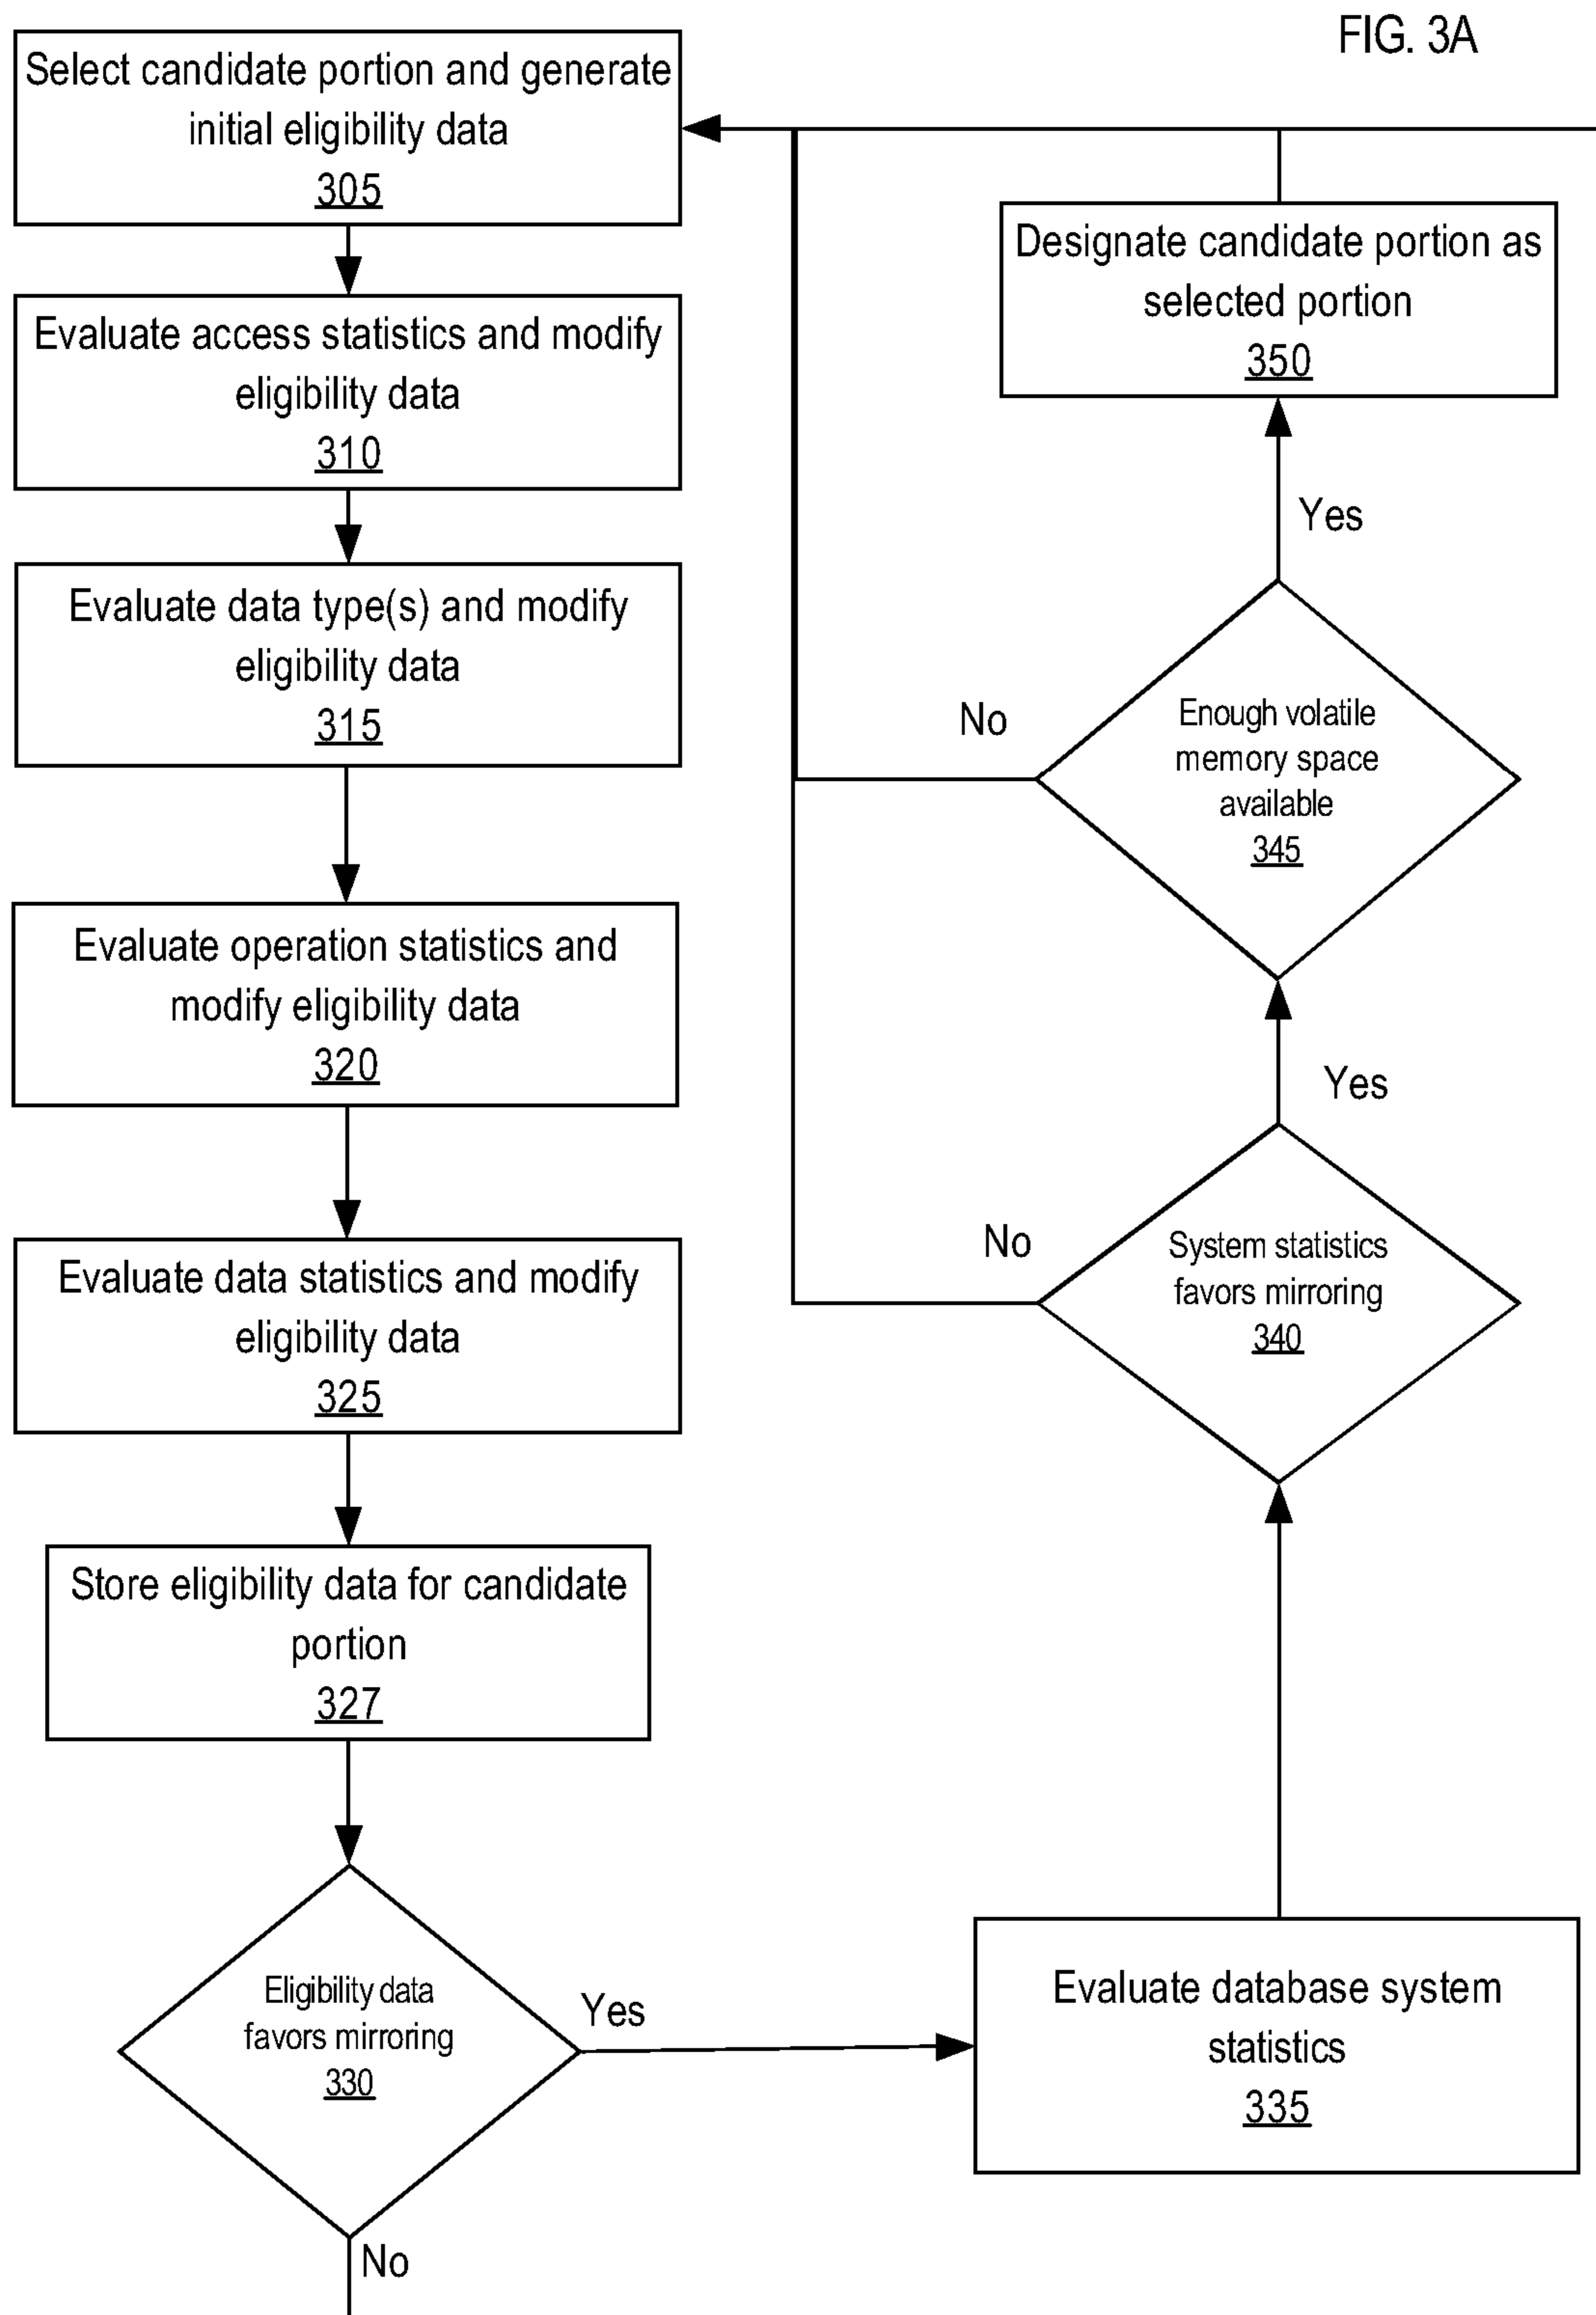 FIG. 3A
Select candidate portion and generate
initial eligibility data
305
Evaluate access statistics and modify
eligibility data
310
Evaluate data type(s) and modify
eligibility data
315
Evaluate operation statistics and
modify eligibility data
320
Evaluate data statistics and modify
eligibility data
325
Store eligibility data for candidate
portion
327
Eligibility data
favors mirroring
330
Yes
No
Evaluate database system
statistics
335
System statistics
favors mirroring
340
No
Yes
Enough volatile
memory space
available
345
No
Yes
Designate candidate portion as
selected portion
350